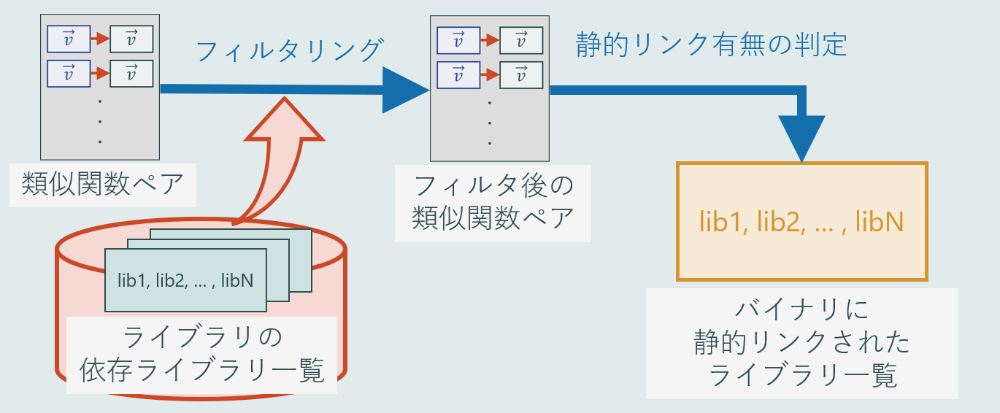 v⃗ v⃗
v⃗ v⃗
類似関数ペア
フィルタリング
v⃗ v⃗
v⃗ v⃗
フィルタ後の
類似関数ペア
静的リンク有無の判定
lib1, lib2, ... , libN
ライブラリの
依存ライブラリ一覧
lib1, lib2, ... , libN
バイナリに
静的リンクされた
ライブラリ一覧